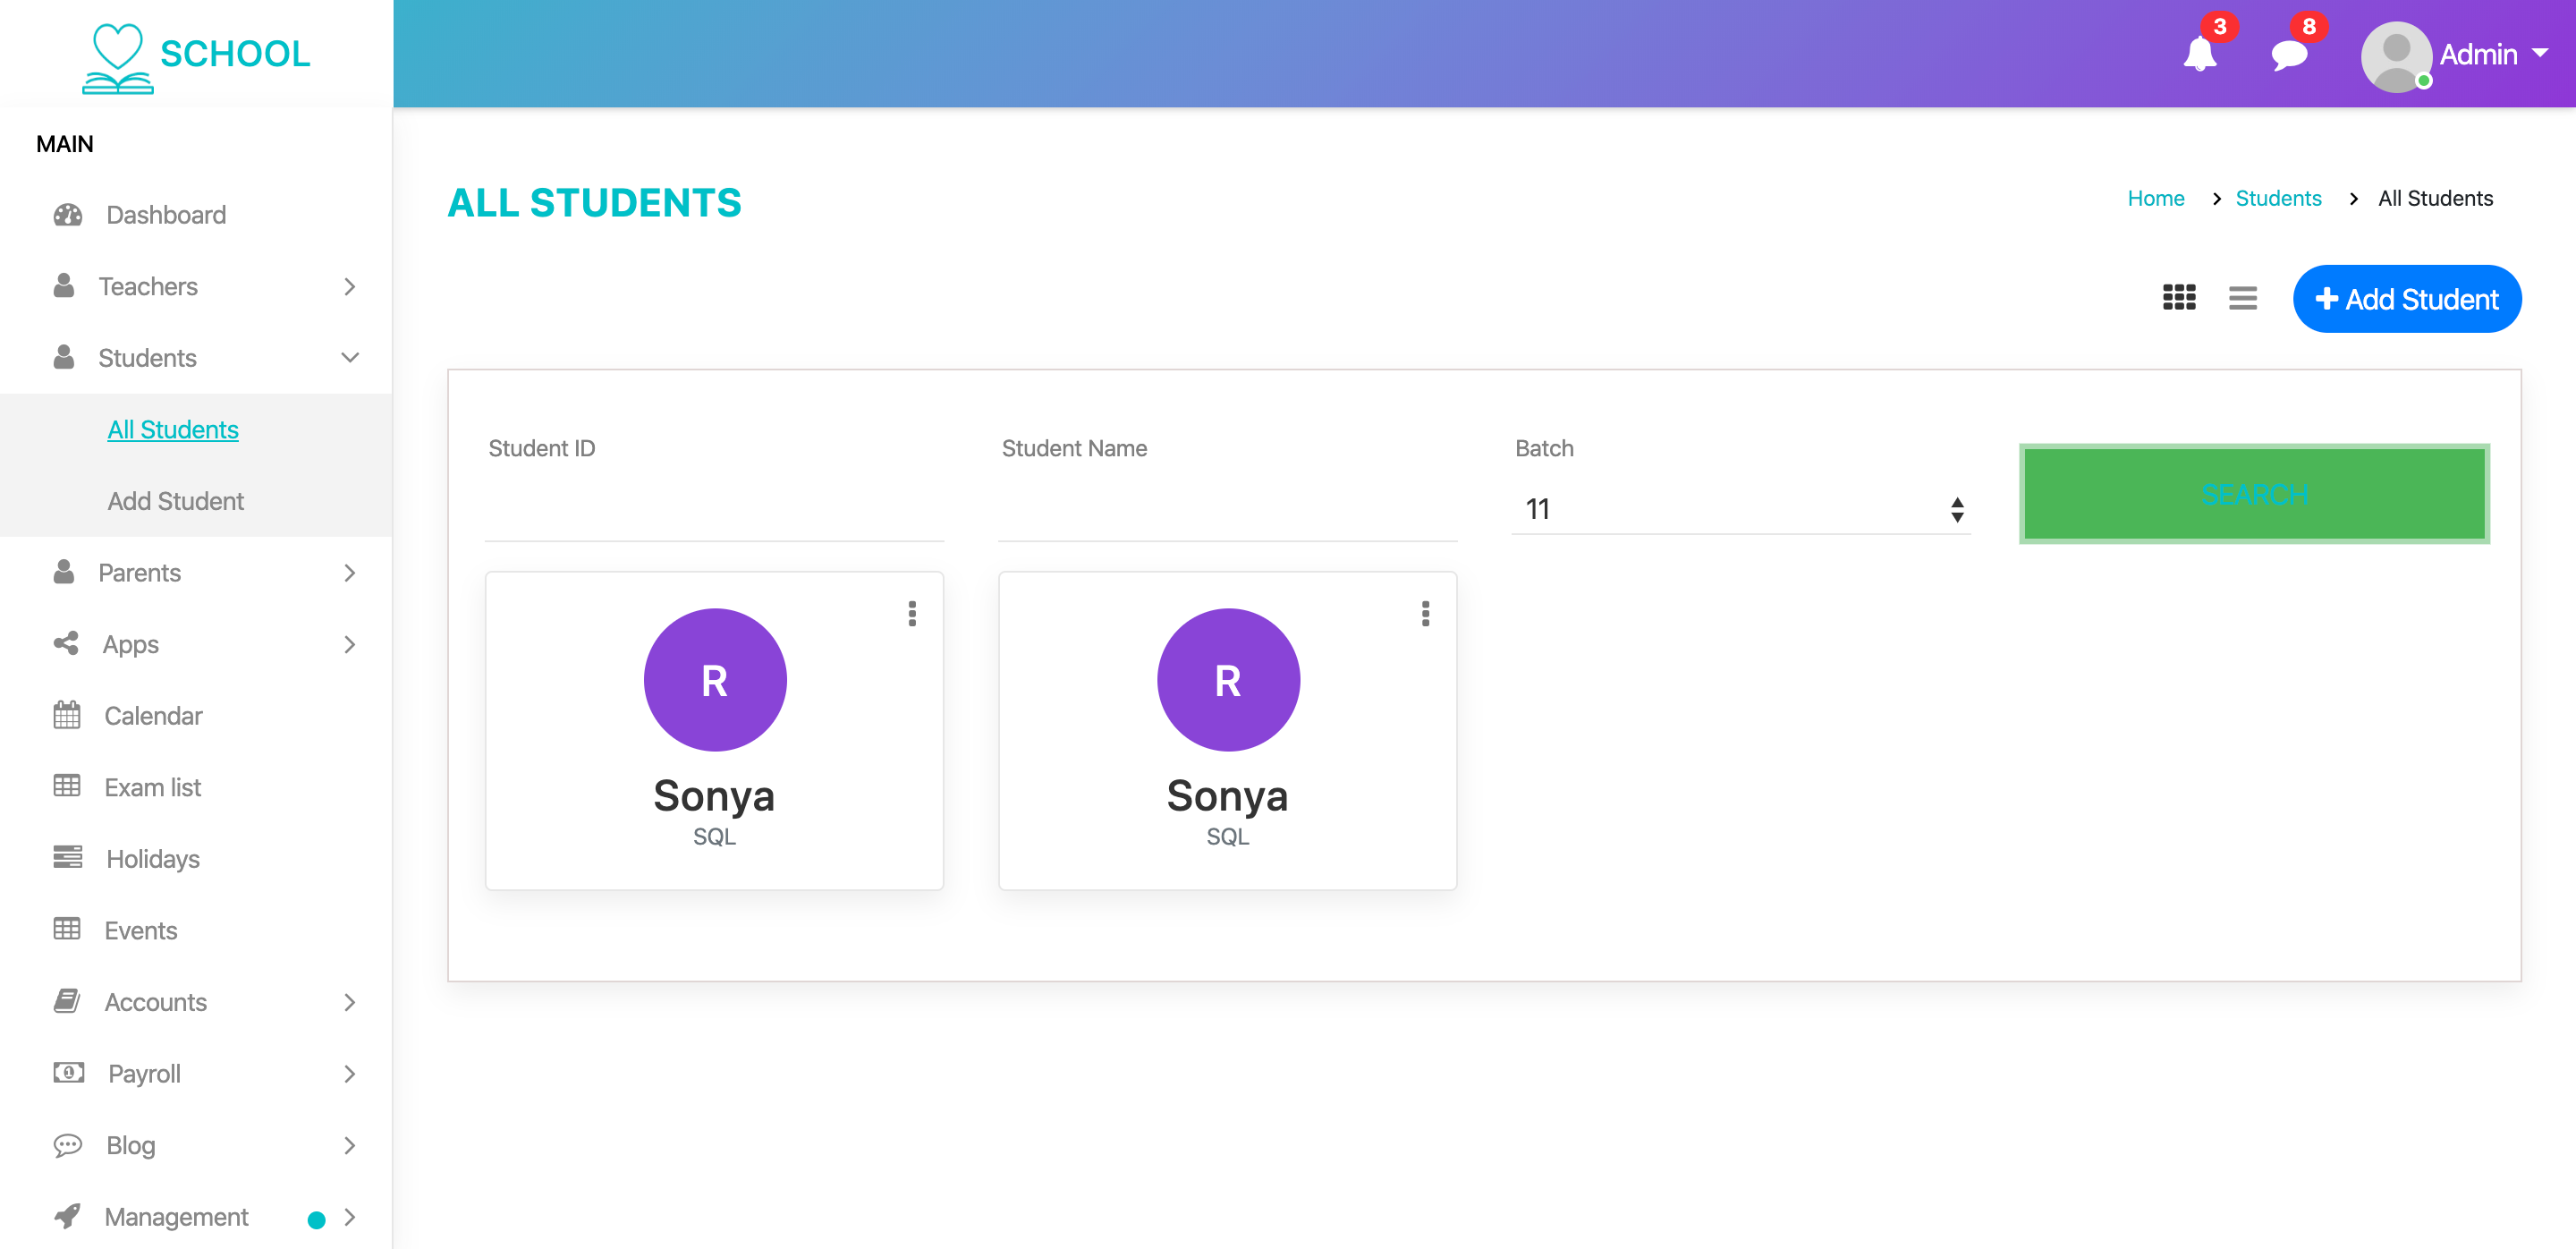 SCHOOL
3
8
Admin
MAIN
Dashboard
Teachers
Students
All Students
Add Student
Parents
Apps
Calendar
Exam list
Holidays
Events
Accounts
Payroll
Blog
Management
ALL STUDENTS
Home > Students > All Students
Add Student
Student ID
Student Name
Batch
11
SEARCH
R
Sonya
SQL
R
Sonya
SQL